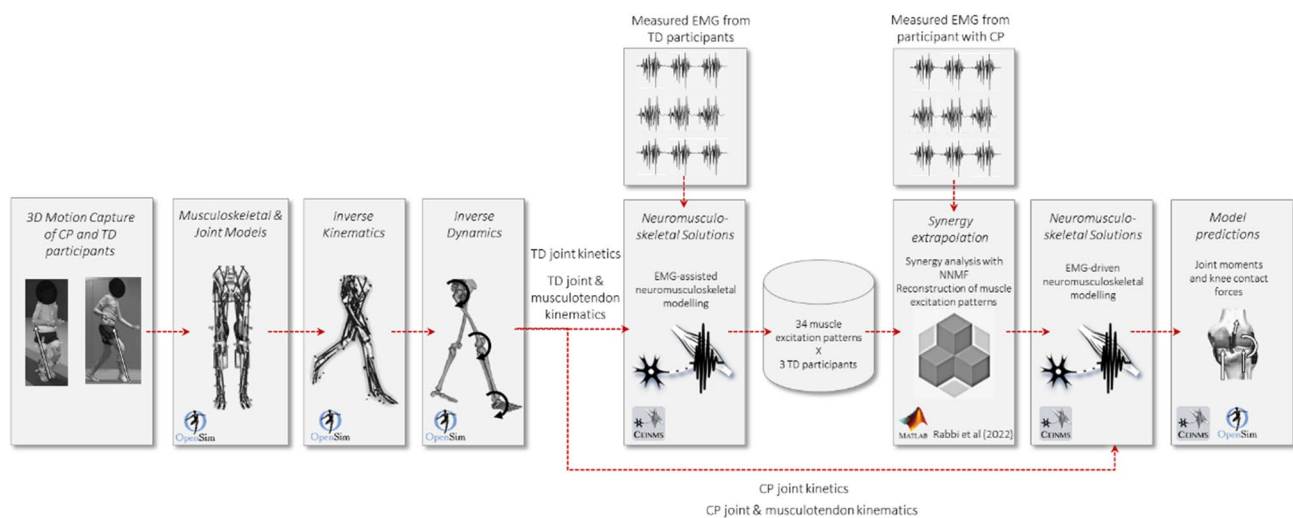 Measured EMG from
TD participants
Measured EMG from
participant with CP
3D Motion Capture
of CP and TD
participants
Musculoskeletal &
Joint Models
OpenSim
Inverse
Kinematics
OpenSim
Inverse
Dynamics
OpenSim
TD joint kinetics
TD joint &
musculotendon
kinematics
Neuromusculo-
skeletal Solutions
EMG-assisted
neuromusculoskeletal
modelling
CEINMS
34 muscle
excitation patterns
X
3 TD participants
Synergy
extrapolation
Synergy analysis with
NNMF
Reconstruction of muscle
excitation patterns
MATLAB
Rabbi et al (2022)
Neuromusculo-
skeletal Solutions
EMG-driven
neuromusculoskeletal
modelling
CEINMS
Model
predictions
Joint moments
and knee contact
forces
CEINMS
OpenSim
CP joint kinetics
CP joint & musculotendon kinematics